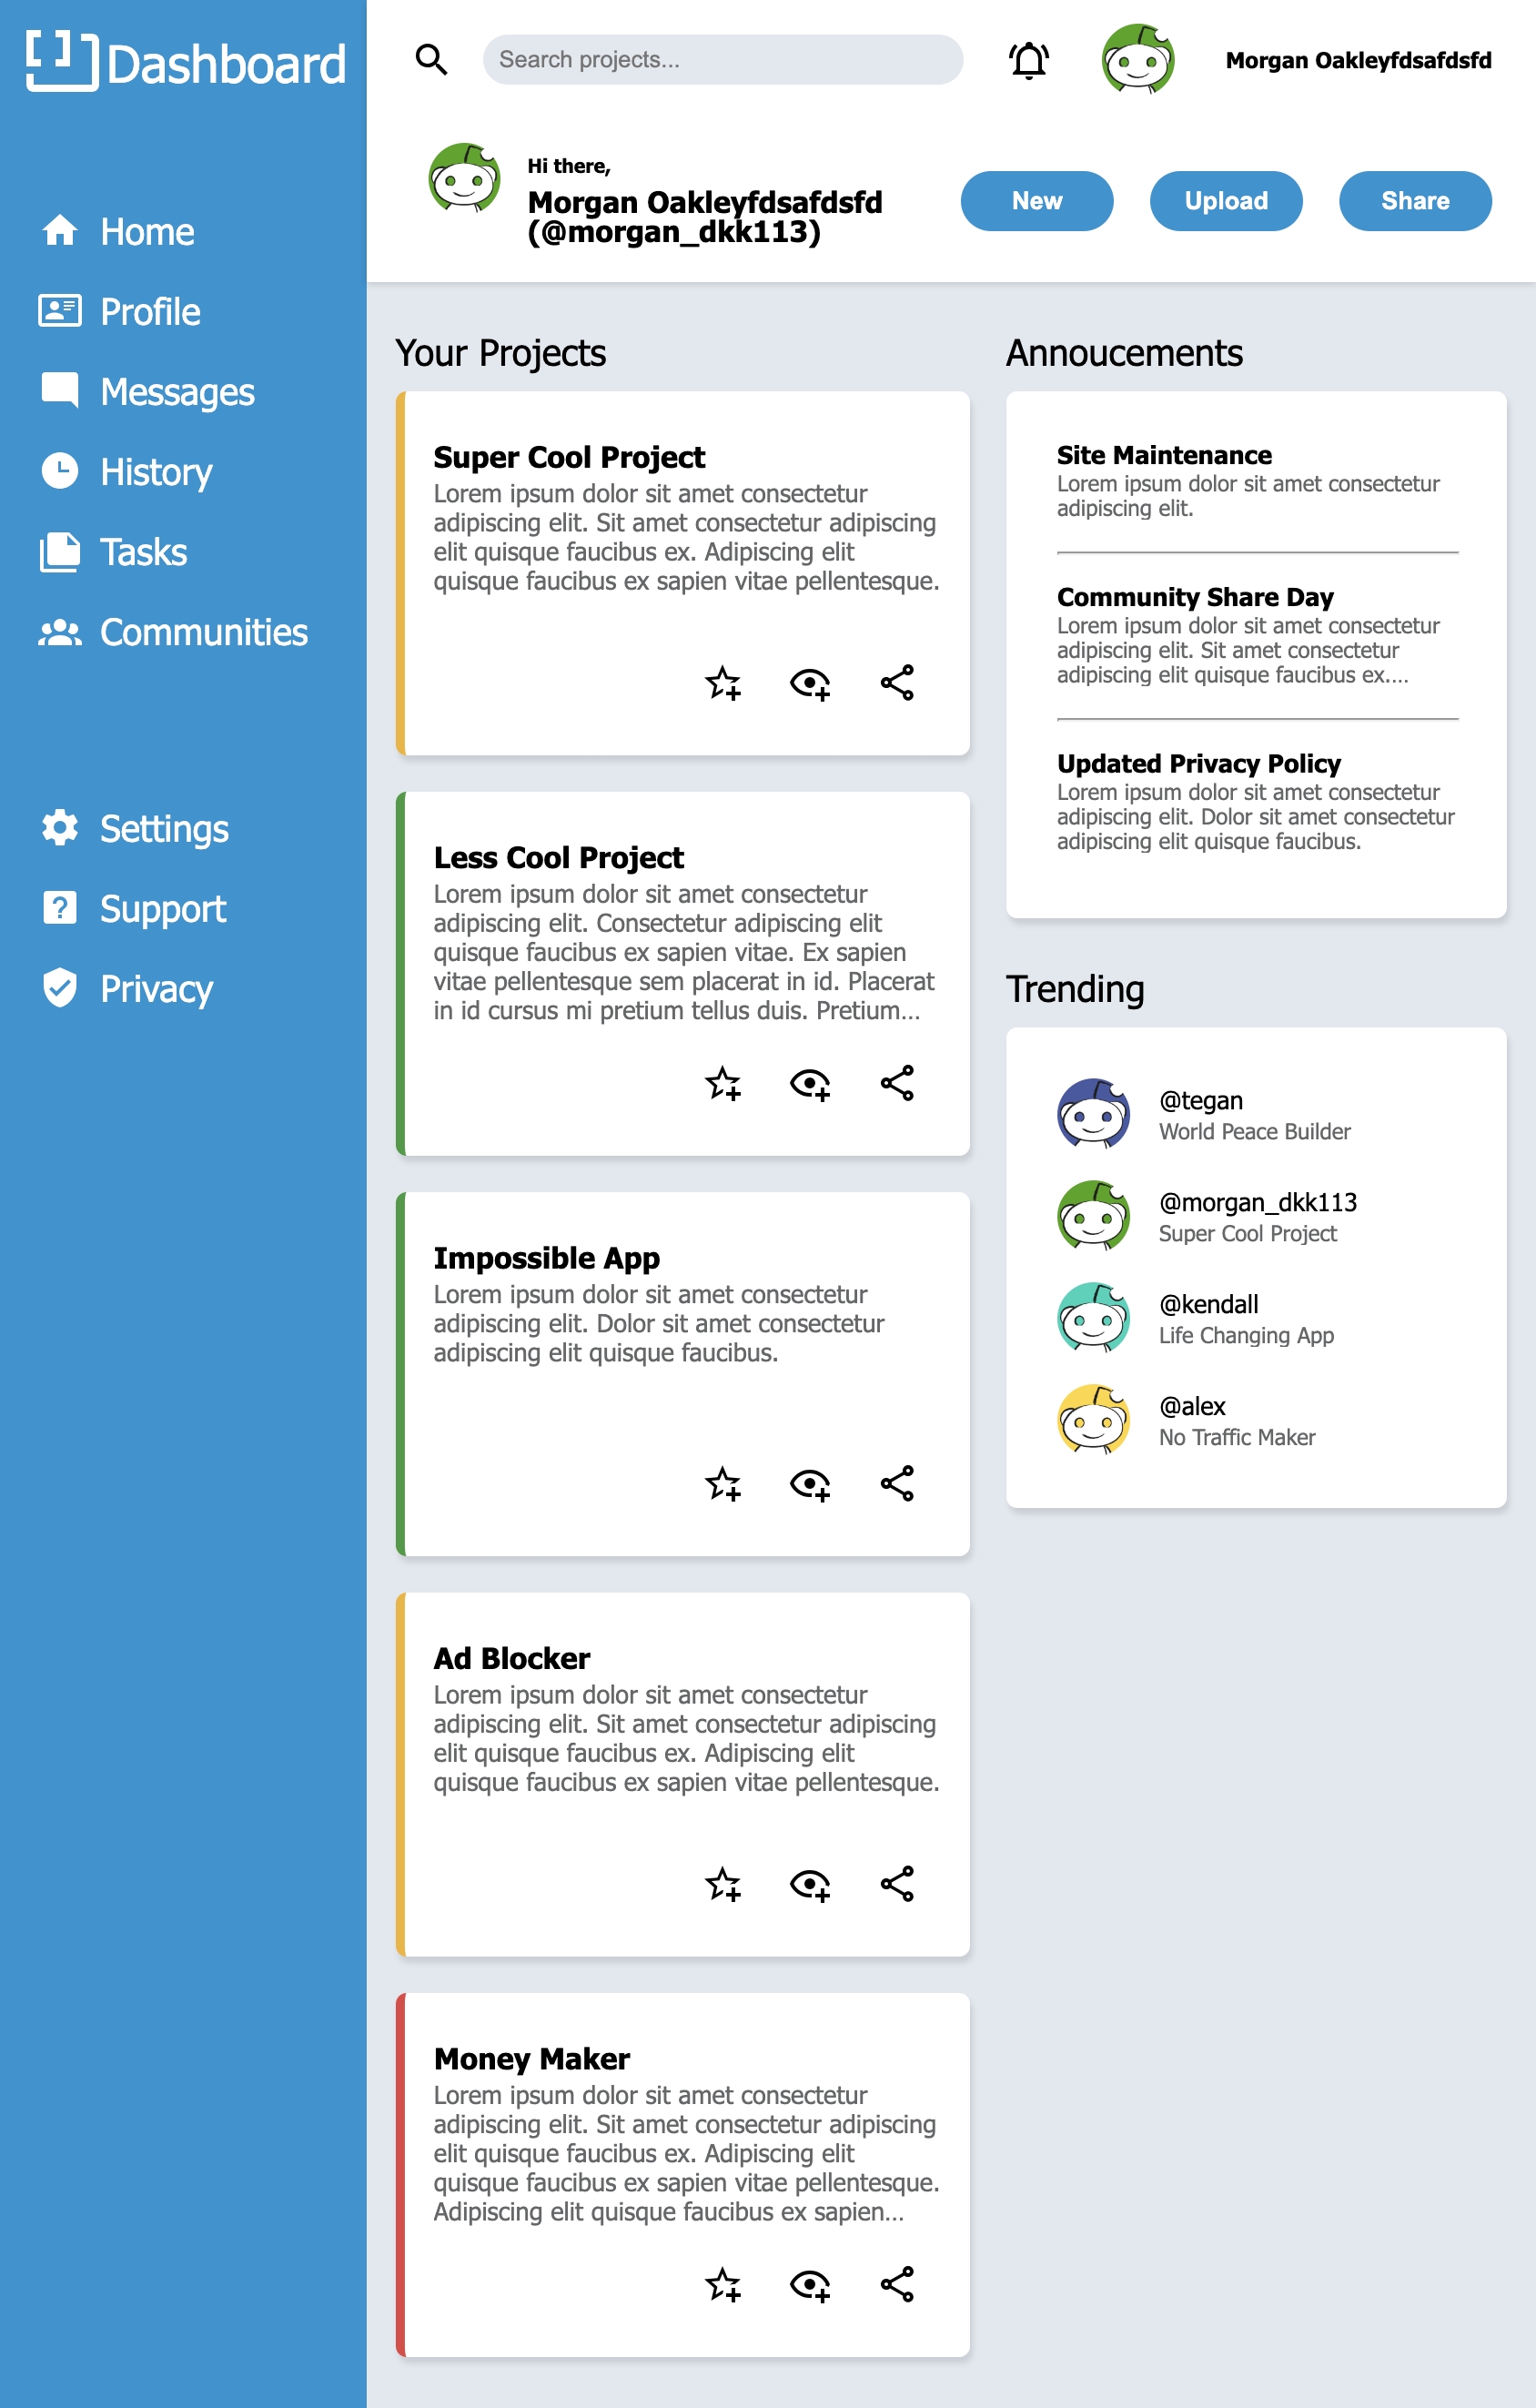 Dashboard
Home
Profile
Messages
History
Tasks
Communities
Settings
Support
Privacy
Search projects...
Morgan Oakleyfdsafdsfd
Hi there,
Morgan Oakleyfdsafdsfd
(@morgan_dkk113)
New
Upload
Share
Your Projects
Super Cool Project
Lorem ipsum dolor sit amet consectetur
adipiscing elit. Sit amet consectetur adipiscing
elit quisque faucibus ex. Adipiscing elit
quisque faucibus ex sapien vitae pellentesque.
Less Cool Project
Lorem ipsum dolor sit amet consectetur
adipiscing elit. Consectetur adipiscing elit
quisque faucibus ex sapien vitae. Ex sapien
vitae pellentesque sem placerat in id. Placerat
in id cursus mi pretium tellus duis. Pretium...
Impossible App
Lorem ipsum dolor sit amet consectetur
adipiscing elit. Dolor sit amet consectetur
adipiscing elit quisque faucibus.
Ad Blocker
Lorem ipsum dolor sit amet consectetur
adipiscing elit. Sit amet consectetur adipiscing
elit quisque faucibus ex. Adipiscing elit
quisque faucibus ex sapien vitae pellentesque.
Money Maker
Lorem ipsum dolor sit amet consectetur
adipiscing elit. Sit amet consectetur adipiscing
elit quisque faucibus ex. Adipiscing elit
quisque faucibus ex sapien vitae pellentesque.
Adipiscing elit quisque faucibus ex sapien...
Annoucements
Site Maintenance
Lorem ipsum dolor sit amet consectetur
adipiscing elit.
Community Share Day
Lorem ipsum dolor sit amet consectetur
adipiscing elit. Sit amet consectetur
adipiscing elit quisque faucibus ex....
Updated Privacy Policy
Lorem ipsum dolor sit amet consectetur
adipiscing elit. Dolor sit amet consectetur
adipiscing elit quisque faucibus.
Trending
@tegan
World Peace Builder
@morgan_dkk113
Super Cool Project
@kendall
Life Changing App
@alex
No Traffic Maker